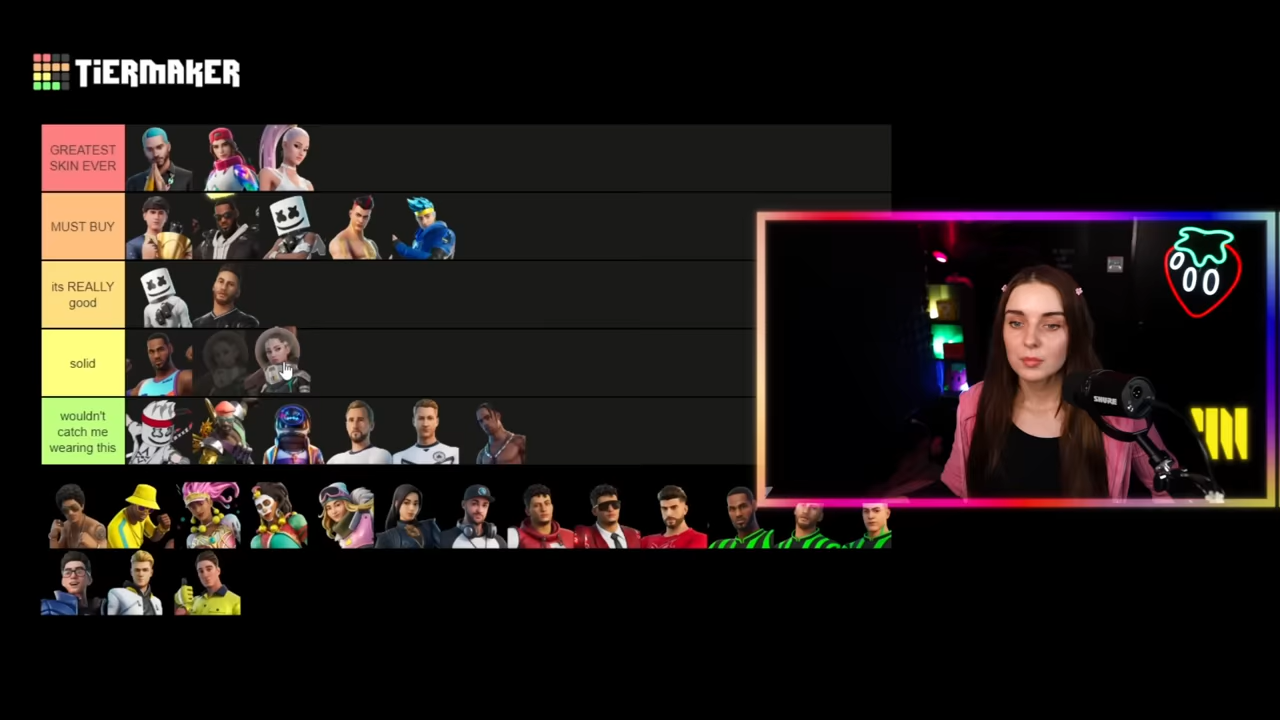 TiERMAKER
GREATEST
SKIN EVER
MUST BUY
its REALLY
good
solid
wouldn't
catch me
wearing this
SHURE